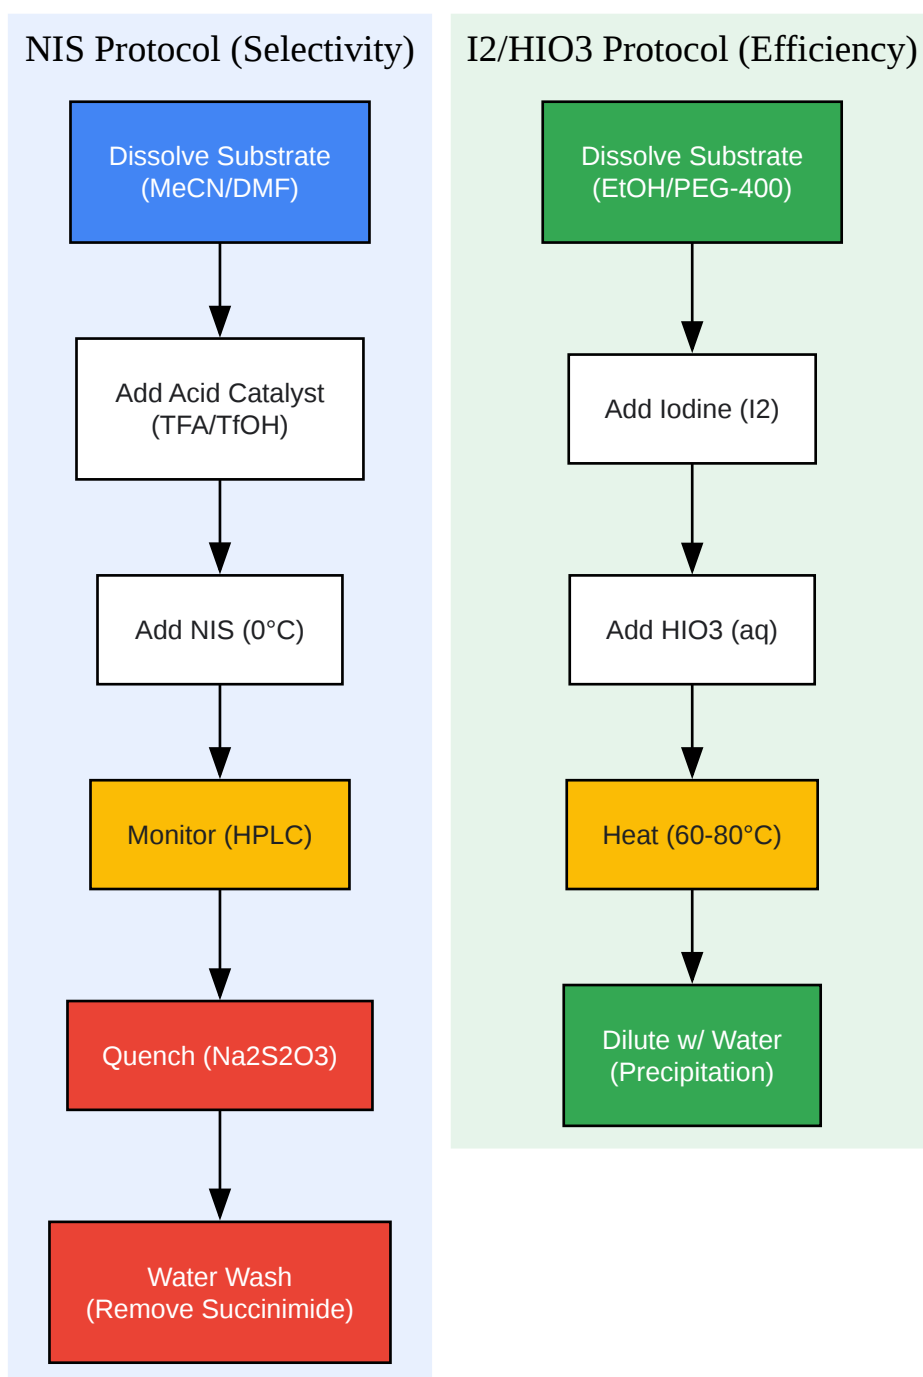 NIS Protocol (Selectivity)
Dissolve Substrate
(MeCN/DMF)
Add Acid Catalyst
(TFA/TfOH)
Add NIS (0°C)
Monitor (HPLC)
Quench (Na2S2O3)
Water Wash
(Remove Succinimide)
I2/HIO3 Protocol (Efficiency)
Dissolve Substrate
(EtOH/PEG-400)
Add Iodine (I2)
Add HIO3 (aq)
Heat (60-80°C)
Dilute w/ Water
(Precipitation)